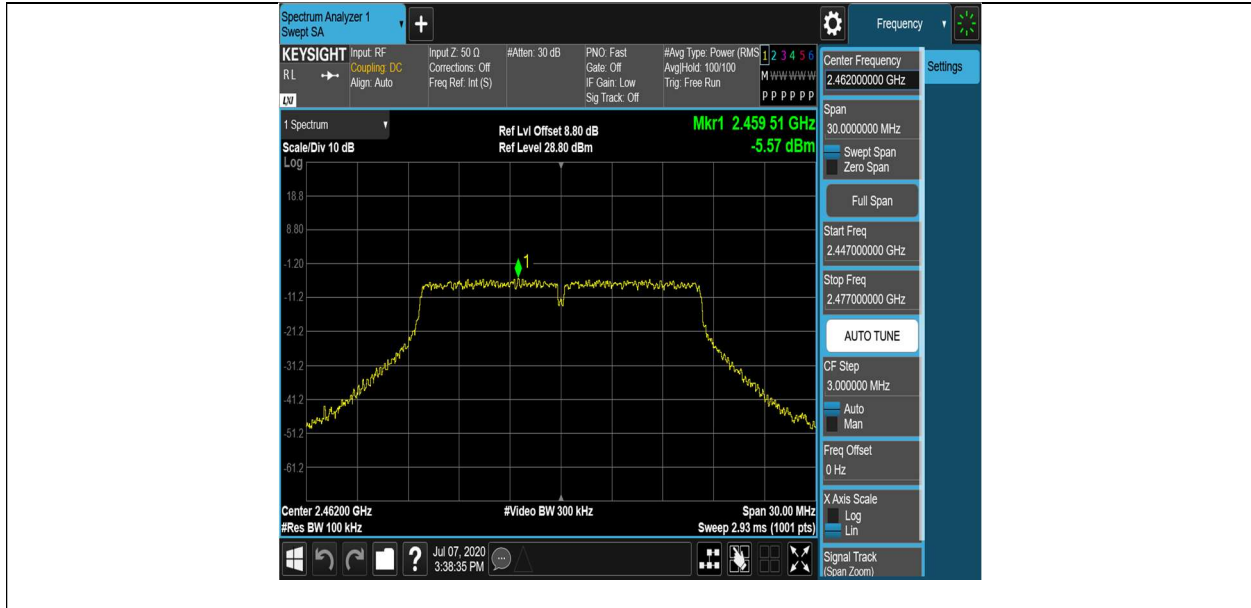 Spectrum Analyzer 1
Swept SA
Frequency
KEYSIGHT
RL
LXI
Input: RF
Coupling: DC
Align: Auto
Input Z: 50 Ω
Corrections: Off
Freq Ref: Int (S)
#Atten: 30 dB
PNO: Fast
Gate: Off
IF Gain: Low
Sig Track: Off
#Avg Type: Power (RMS
Avg|Hold: 100/100
Trig: Free Run
1 2 3 4 5 6
M W W W W W
P P P P P P
1 Spectrum
Scale/Div 10 dB
Ref Lvl Offset 8.80 dB
Ref Level 28.80 dBm
Mkr1 2.459 51 GHz
-5.57 dBm
Log
18.8
8.80
-1.20
-11.2
-21.2
-31.2
-41.2
-51.2
-61.2
1
Center 2.46200 GHz
#Res BW 100 kHz
#Video BW 300 kHz
Span 30.00 MHz
Sweep 2.93 ms (1001 pts)
Jul 07, 2020
3:38:35 PM
Center Frequency
2.462000000 GHz
Span
30.0000000 MHz
Swept Span
Zero Span
Full Span
Start Freq
2.447000000 GHz
Stop Freq
2.477000000 GHz
AUTO TUNE
CF Step
3.000000 MHz
Auto
Man
Freq Offset
0 Hz
X Axis Scale
Log
Lin
Signal Track
(Span Zoom)
Settings